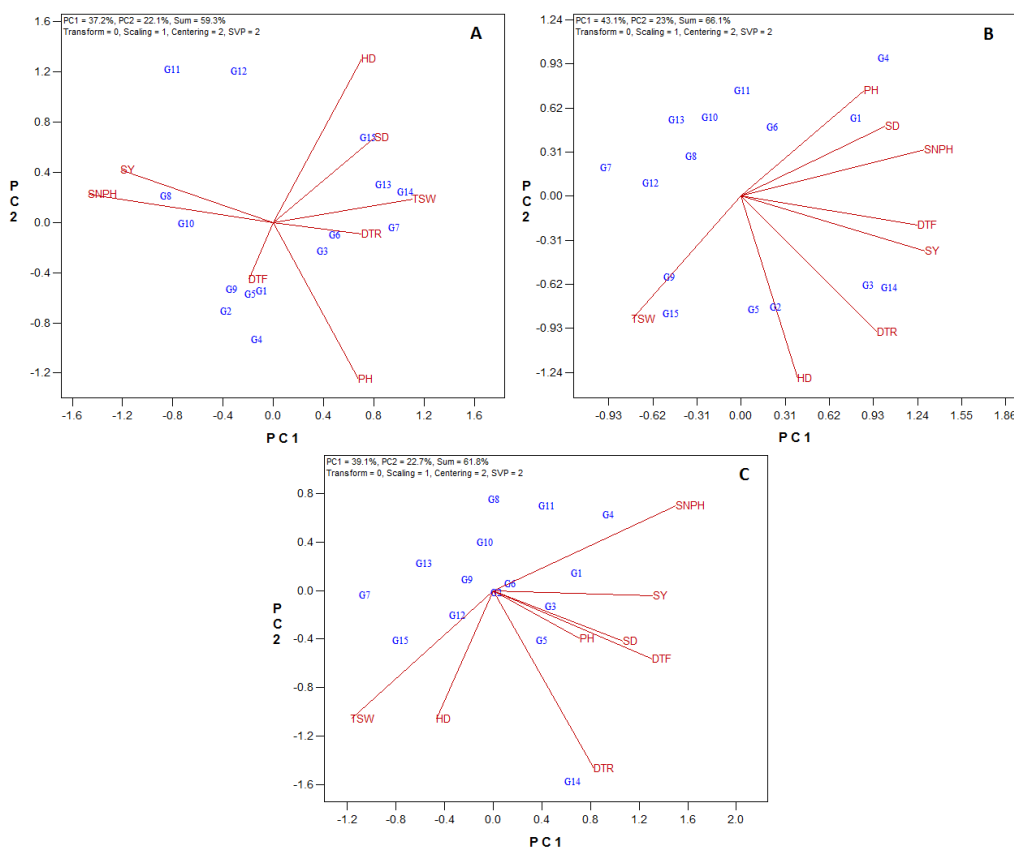 PC1 = 37.2%, PC2 = 22.1%, Sum = 59.3%
Transform = 0, Scaling = 1, Centering = 2, SVP = 2
A
1.6
1.2
0.8
0.4
0.0
-0.4
-0.8
-1.2
PC2
HD
G11
G12
SD
SY
SNPH
G8
G13
G14
TSW
G10
G7
DTR
G6
G3
DTF
G9
G5
G1
G2
G4
PH
-1.6 -1.2 -0.8 -0.4 0.0 0.4 0.8 1.2 1.6
PC1
PC1 = 43.1%, PC2 = 23%, Sum = 66.1%
Transform = 0, Scaling = 1, Centering = 2, SVP = 2
B
1.24
0.93
0.62
0.31
0.00
-0.31
-0.62
-0.93
-1.24
PC2
G4
PH
G11
G13
G10
G6
G1
SD
SNPH
G8
G7
G12
DTF
SY
G9
G3
G14
G15
TSW
G5
G2
DTR
HD
-0.93 -0.62 -0.31 0.00 0.31 0.62 0.93 1.24 1.55 1.86
PC1
PC1 = 39.1%, PC2 = 22.7%, Sum = 61.8%
Transform = 0, Scaling = 1, Centering = 2, SVP = 2
C
0.8
0.4
0.0
-0.4
-0.8
-1.2
-1.6
PC2
G8
G11
G4
SNPH
G10
G13
G9
G6
G1
G7
SY
G12
G3
G15
G5
PH
SD
DTF
TSW
HD
DTR
G14
-1.2 -0.8 -0.4 0.0 0.4 0.8 1.2 1.6 2.0
PC1